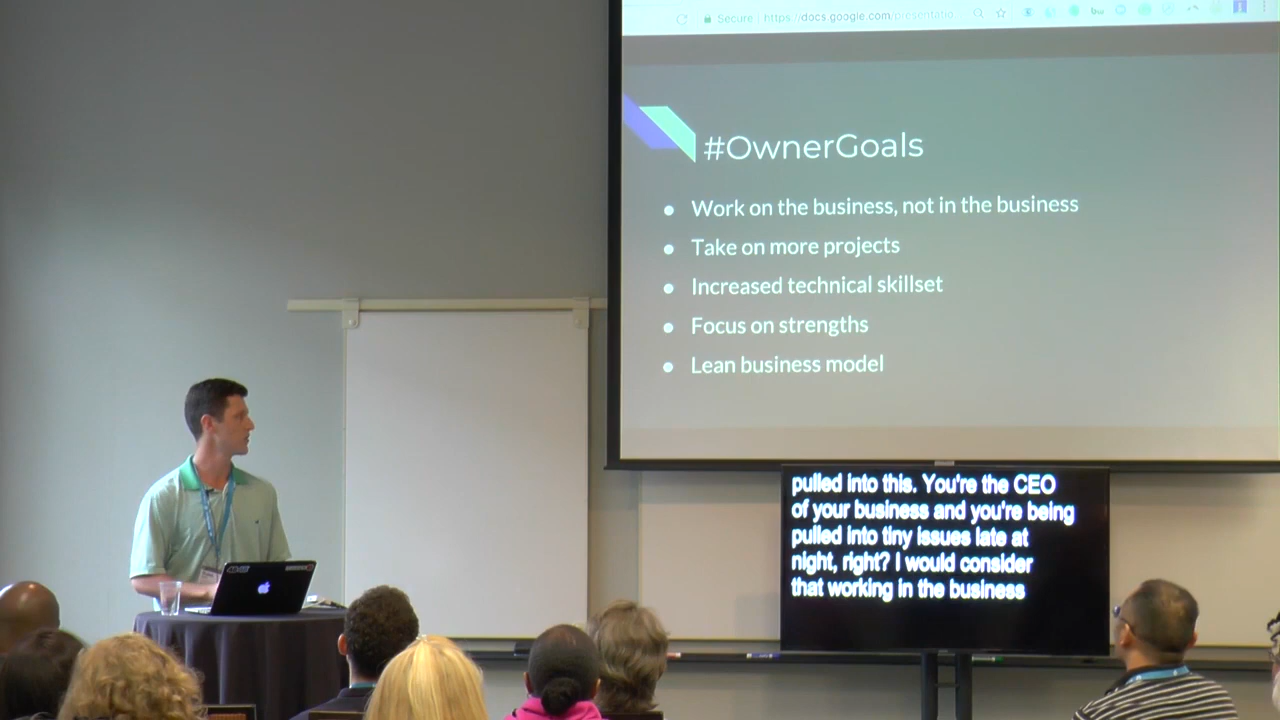 Secure | https://docs.google.com/presentatio
#OwnerGoals
Work on the business, not in the business
Take on more projects
Increased technical skillset
Focus on strengths
Lean business model
pulled into this. You're the CEO
of your business and you're being
pulled into tiny issues late at
night, right? I would consider
that working in the business